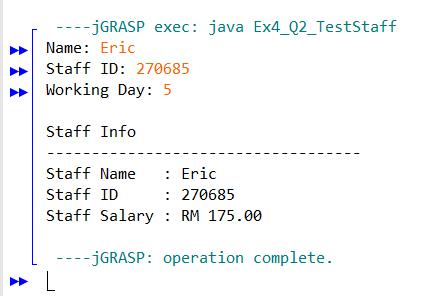 ----jGRASP exec: java Ex4_Q2_TestStaff
Name: Eric
Staff ID: 270685
Working Day: 5
Staff Info
-----------------------------------
Staff Name   : Eric
Staff ID     : 270685
Staff Salary : RM 175.00
----jGRASP: operation complete.